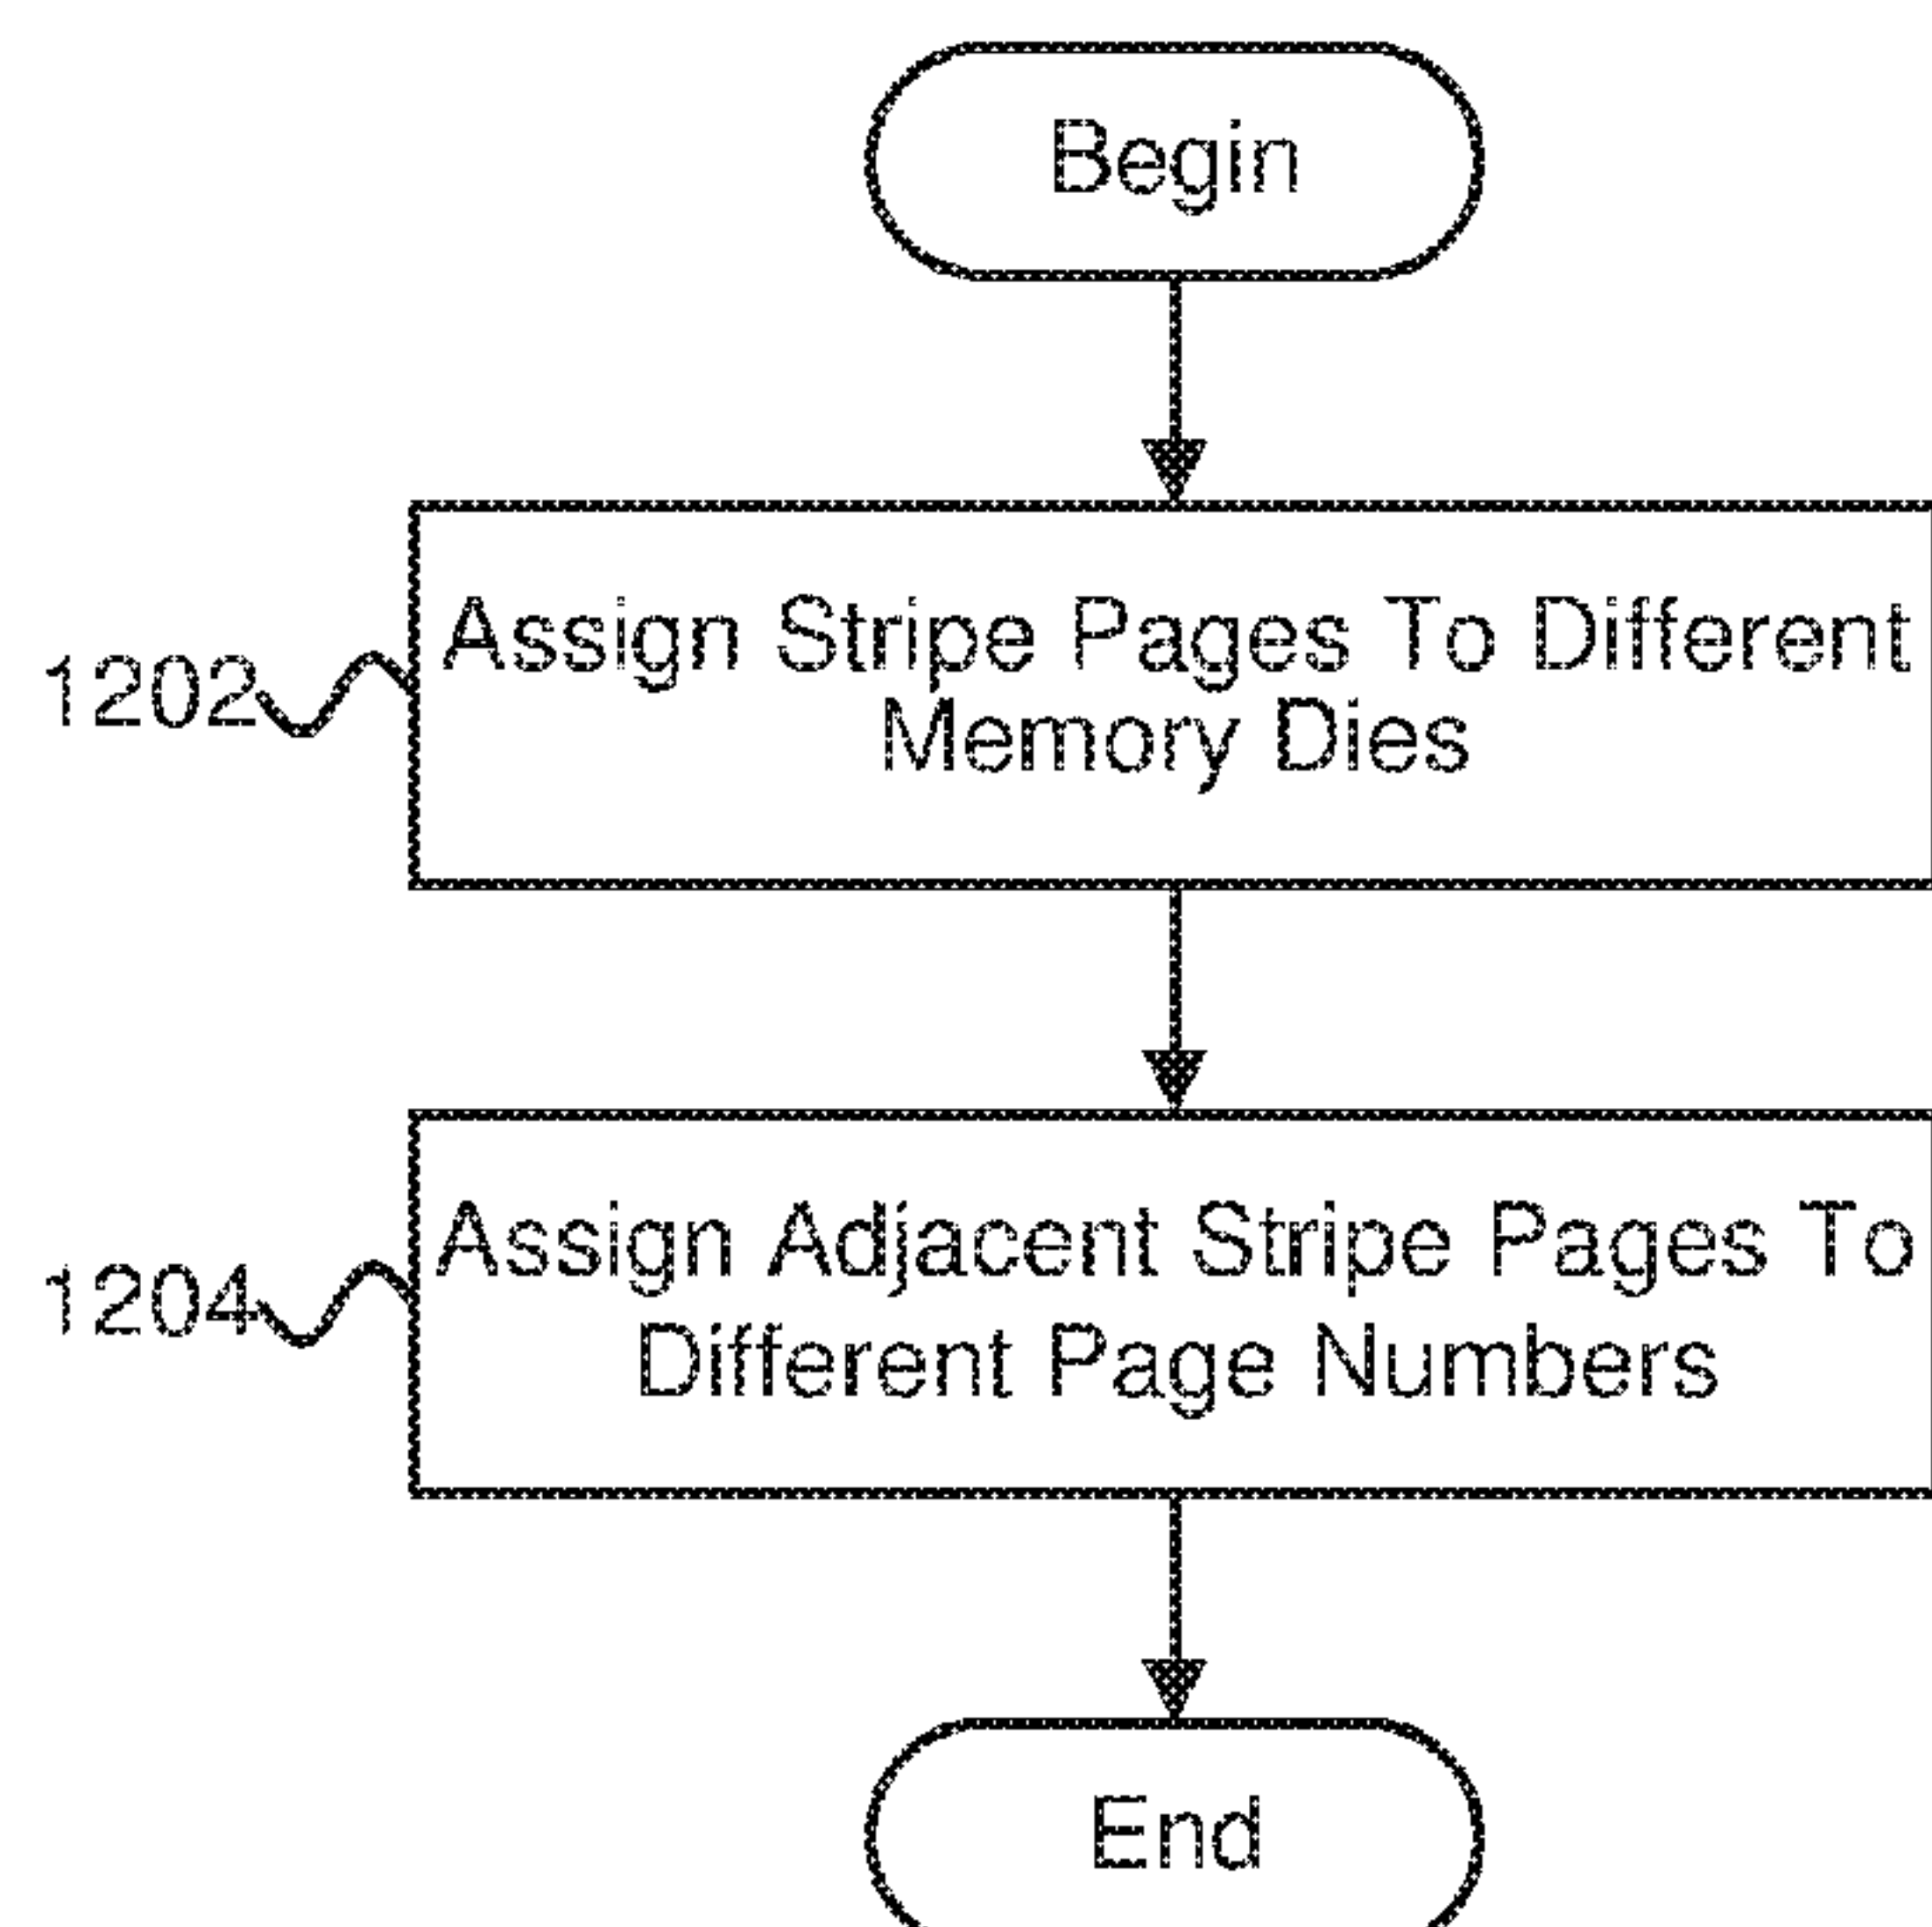 Begin
1202
Assign Stripe Pages To Different
Memory Dies
1204
Assign Adjacent Stripe Pages To
Different Page Numbers
End